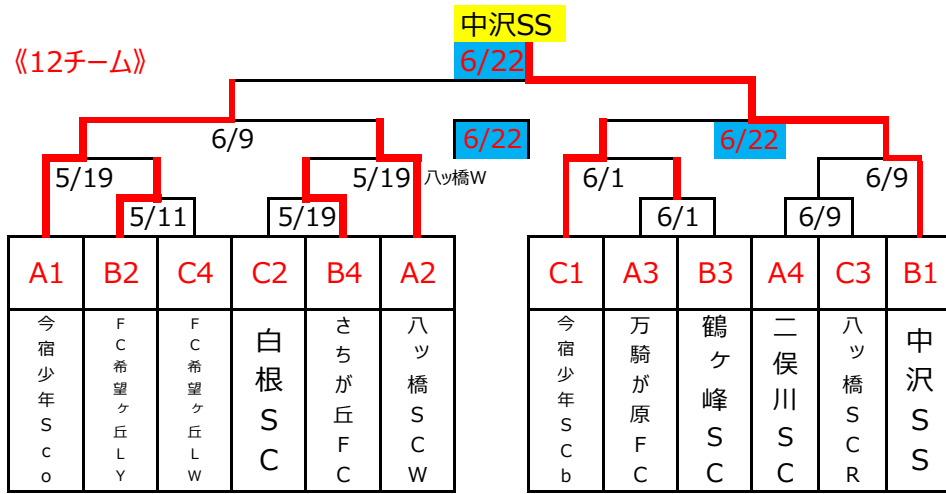 中沢SS
《12チーム》
6/22
6/9
6/22
6/22
5/19
5/19
八ッ橋W
6/1
6/9
5/11
5/19
6/1
6/9
A1
B2
C4
C2
B4
A2
C1
A3
B3
A4
C3
B1
今宿少年Sco
FC希望ヶ丘LY
FC希望ヶ丘LW
白根SC
さちが丘FC
八ッ橋SCW
今宿少年SCb
万騎が原FC
鶴ヶ峰SC
二俣川SC
八ッ橋SCR
中沢SS